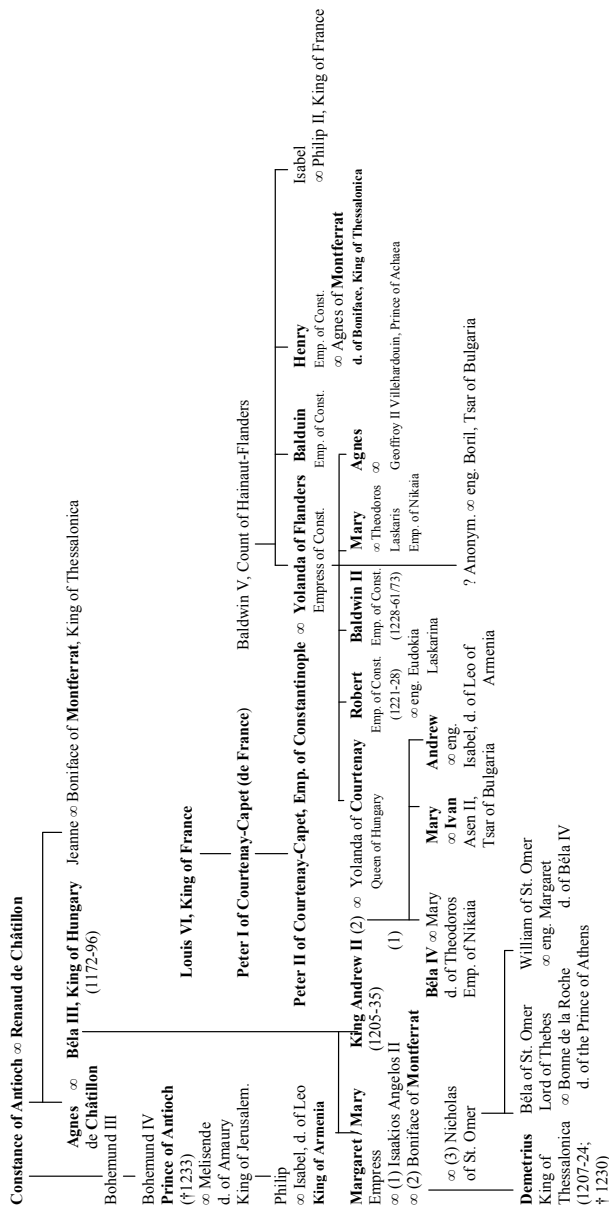 Constance of Antioch ∞ Renaud de Châtillon
Agnes ∞ Béla III, King of Hungary
de Châtillon (1172-96)
Jeanne ∞ Boniface of Montferrat, King of Thessalonica
Bohemund III
Bohemund IV
Prince of Antioch
(†1233)
∞ Melisende
d. of Amaury
King of Jerusalem.
Philip
∞ Isabel, d. of Leo
King of Armenia
Louis VI, King of France
Peter I of Courtenay-Capet (de France)
Baldwin V, Count of Hainaut-Flanders
Peter II of Courtenay-Capet, Emp. of Constantinople ∞ Yolanda of Flanders
Empress of Const.
Balduin
Emp. of Const.
Henry
Emp. of Const.
∞ Agnes of Montferrat
d. of Boniface, King of Thessalonica
Isabel
∞ Philip II, King of France
Margaret / Mary
Empress
∞ (1) Isaakios Angelos II
∞ (2) Boniface of Montferrat
King Andrew II (2) ∞ Yolanda of Courtenay
(1205-35) Queen of Hungary
(1)
Robert
Emp. of Const.
(1221-28)
∞ eng. Eudokia
Laskarina
Baldwin II
Emp. of Const.
(1228-61/73)
Mary
∞ Theodoros
Laskaris
Emp. of Nikaia
Agnes
∞
Geoffroy II Villehardouin, Prince of Achaea
∞ (3) Nicholas
of St. Omer
Béla IV ∞ Mary
d. of Theodoros
Emp. of Nikaia
Mary
∞ Ivan
Asen II,
Tsar of Bulgaria
Andrew
∞ eng.
Isabel, d. of Leo of
Armenia
? Anonym. ∞ eng. Boril, Tsar of Bulgaria
Demetrius
King of
Thessalonica
(1207-24;
† 1230)
Béla of St. Omer
Lord of Thebes
∞ Bonne de la Roche
d. of the Prince of Athens
William of St. Omer
∞ eng. Margaret
d. of Béla IV